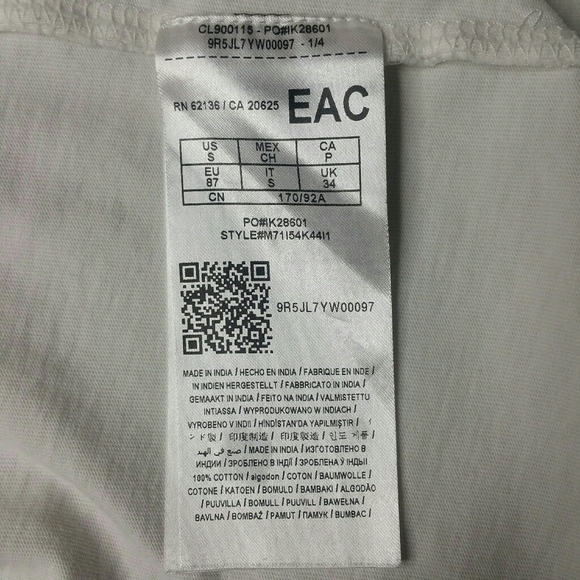 CL900115 - PO#IK28601
9R5JL7YW00097 - 1/4
RN 62136 / CA 20625 EAC
US MEX CA
S CH P
EU IT UK
87 S 34
CN 170/92A
PO#IK28601
STYLE#M71I54K44I1
9R5JL7YW00097
MADE IN INDIA / HECHO EN INDIA / FABRIQUE EN INDE /
IN INDIEN HERGESTELLT / FABBRICATO IN INDIA /
GEMAAKT IN INDIA / FEITO NA INDIA / VALMISTETTU
INTIASSA / WYPRODUKOWANO W INDIACH /
VYROBENO V INDII / HİNDİSTAN'DA YAPILMIŞTIR /
ンド製 / 印度制造 / 印度製造 / 인도 제품 /
صنع في الهند / MADE IN INDIA / ИЗГОТОВЛЕНО В
ИНДИИ / ЗРОБЛЕНО В ІНДІЇ / ЗРОБЛЕНА Ў ІНДЫІ
100% COTTON / algodon / COTON / BAUMWOLLE /
COTONE / KATOEN / BOMULD / BAMBAKI / ALGODÃO
/ PUUVILLA / BOMULL / PUUVILL / BAWEŁNA /
BAVLNA / BOMBAŽ / PAMUT / ПАМУК / BUMBAC /